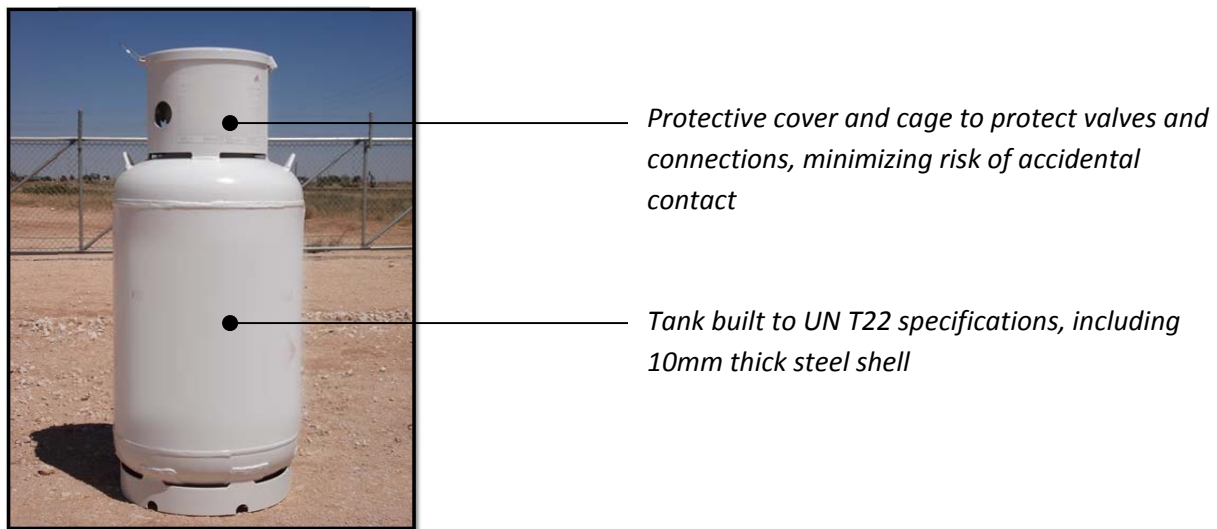 Protective cover and cage to protect valves and
connections, minimizing risk of accidental
contact
Tank built to UN T22 specifications, including
10mm thick steel shell